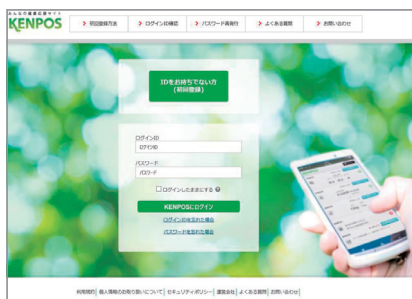 みんなの健康応援サイト
KENPOS
初回登録方法
ログインID確認
パスワード再発行
よくある質問
お問い合わせ
IDをお持ちでない方
(初回登録)
ログインID
ログインID
パスワード
パスワード
ログインしたままにする
KENPOSにログイン
ログインIDを忘れた場合
パスワードを忘れた場合
利用規約│個人情報のお取り扱いについて│セキュリティポリシー│運営会社│よくある質問│お問い合わせ│